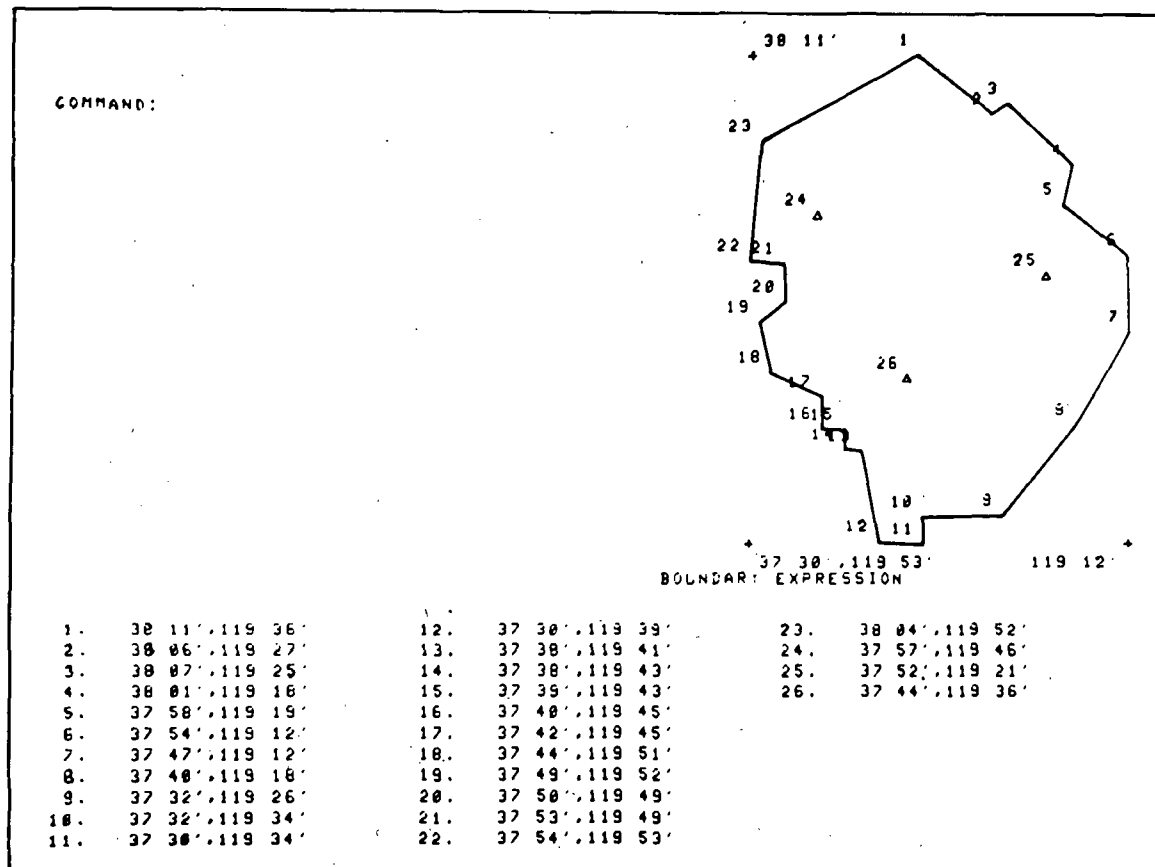 38 11'
1
COMMAND:
2
3
23
4
5
24
6
22
21
25
20
19
7
18
26
17
16
15
14
9
10
9
12
11
37 30',119 53'
119 12'
BOUNDARY EXPRESSION
1. 38 11',119 36' 12. 37 30',119 39' 23. 38 04',119 52'
2. 38 06',119 27' 13. 37 38',119 41' 24. 37 57',119 46'
3. 38 07',119 25' 14. 37 38',119 43' 25. 37 52',119 21'
4. 38 01',119 18' 15. 37 39',119 43' 26. 37 44',119 36'
5. 37 58',119 19' 16. 37 40',119 45'
6. 37 54',119 12' 17. 37 42',119 45'
7. 37 47',119 12' 18. 37 44',119 51'
8. 37 40',119 18' 19. 37 49',119 52'
9. 37 32',119 26' 20. 37 50',119 49'
10. 37 32',119 34' 21. 37 53',119 49'
11. 37 30',119 34' 22. 37 54',119 53'